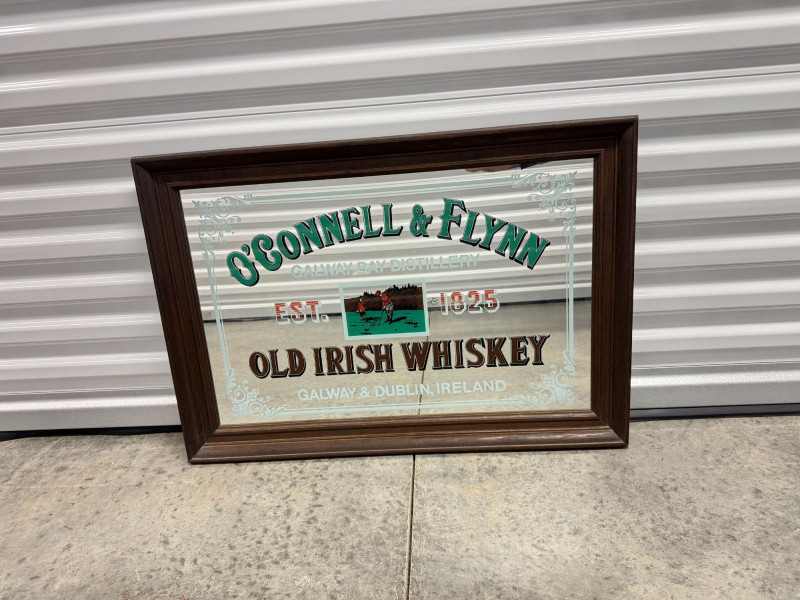 O'CONNELL & FLYNN
GALWAY BAY DISTILLERY
EST. 1825
OLD IRISH WHISKEY
GALWAY & DUBLIN, IRELAND